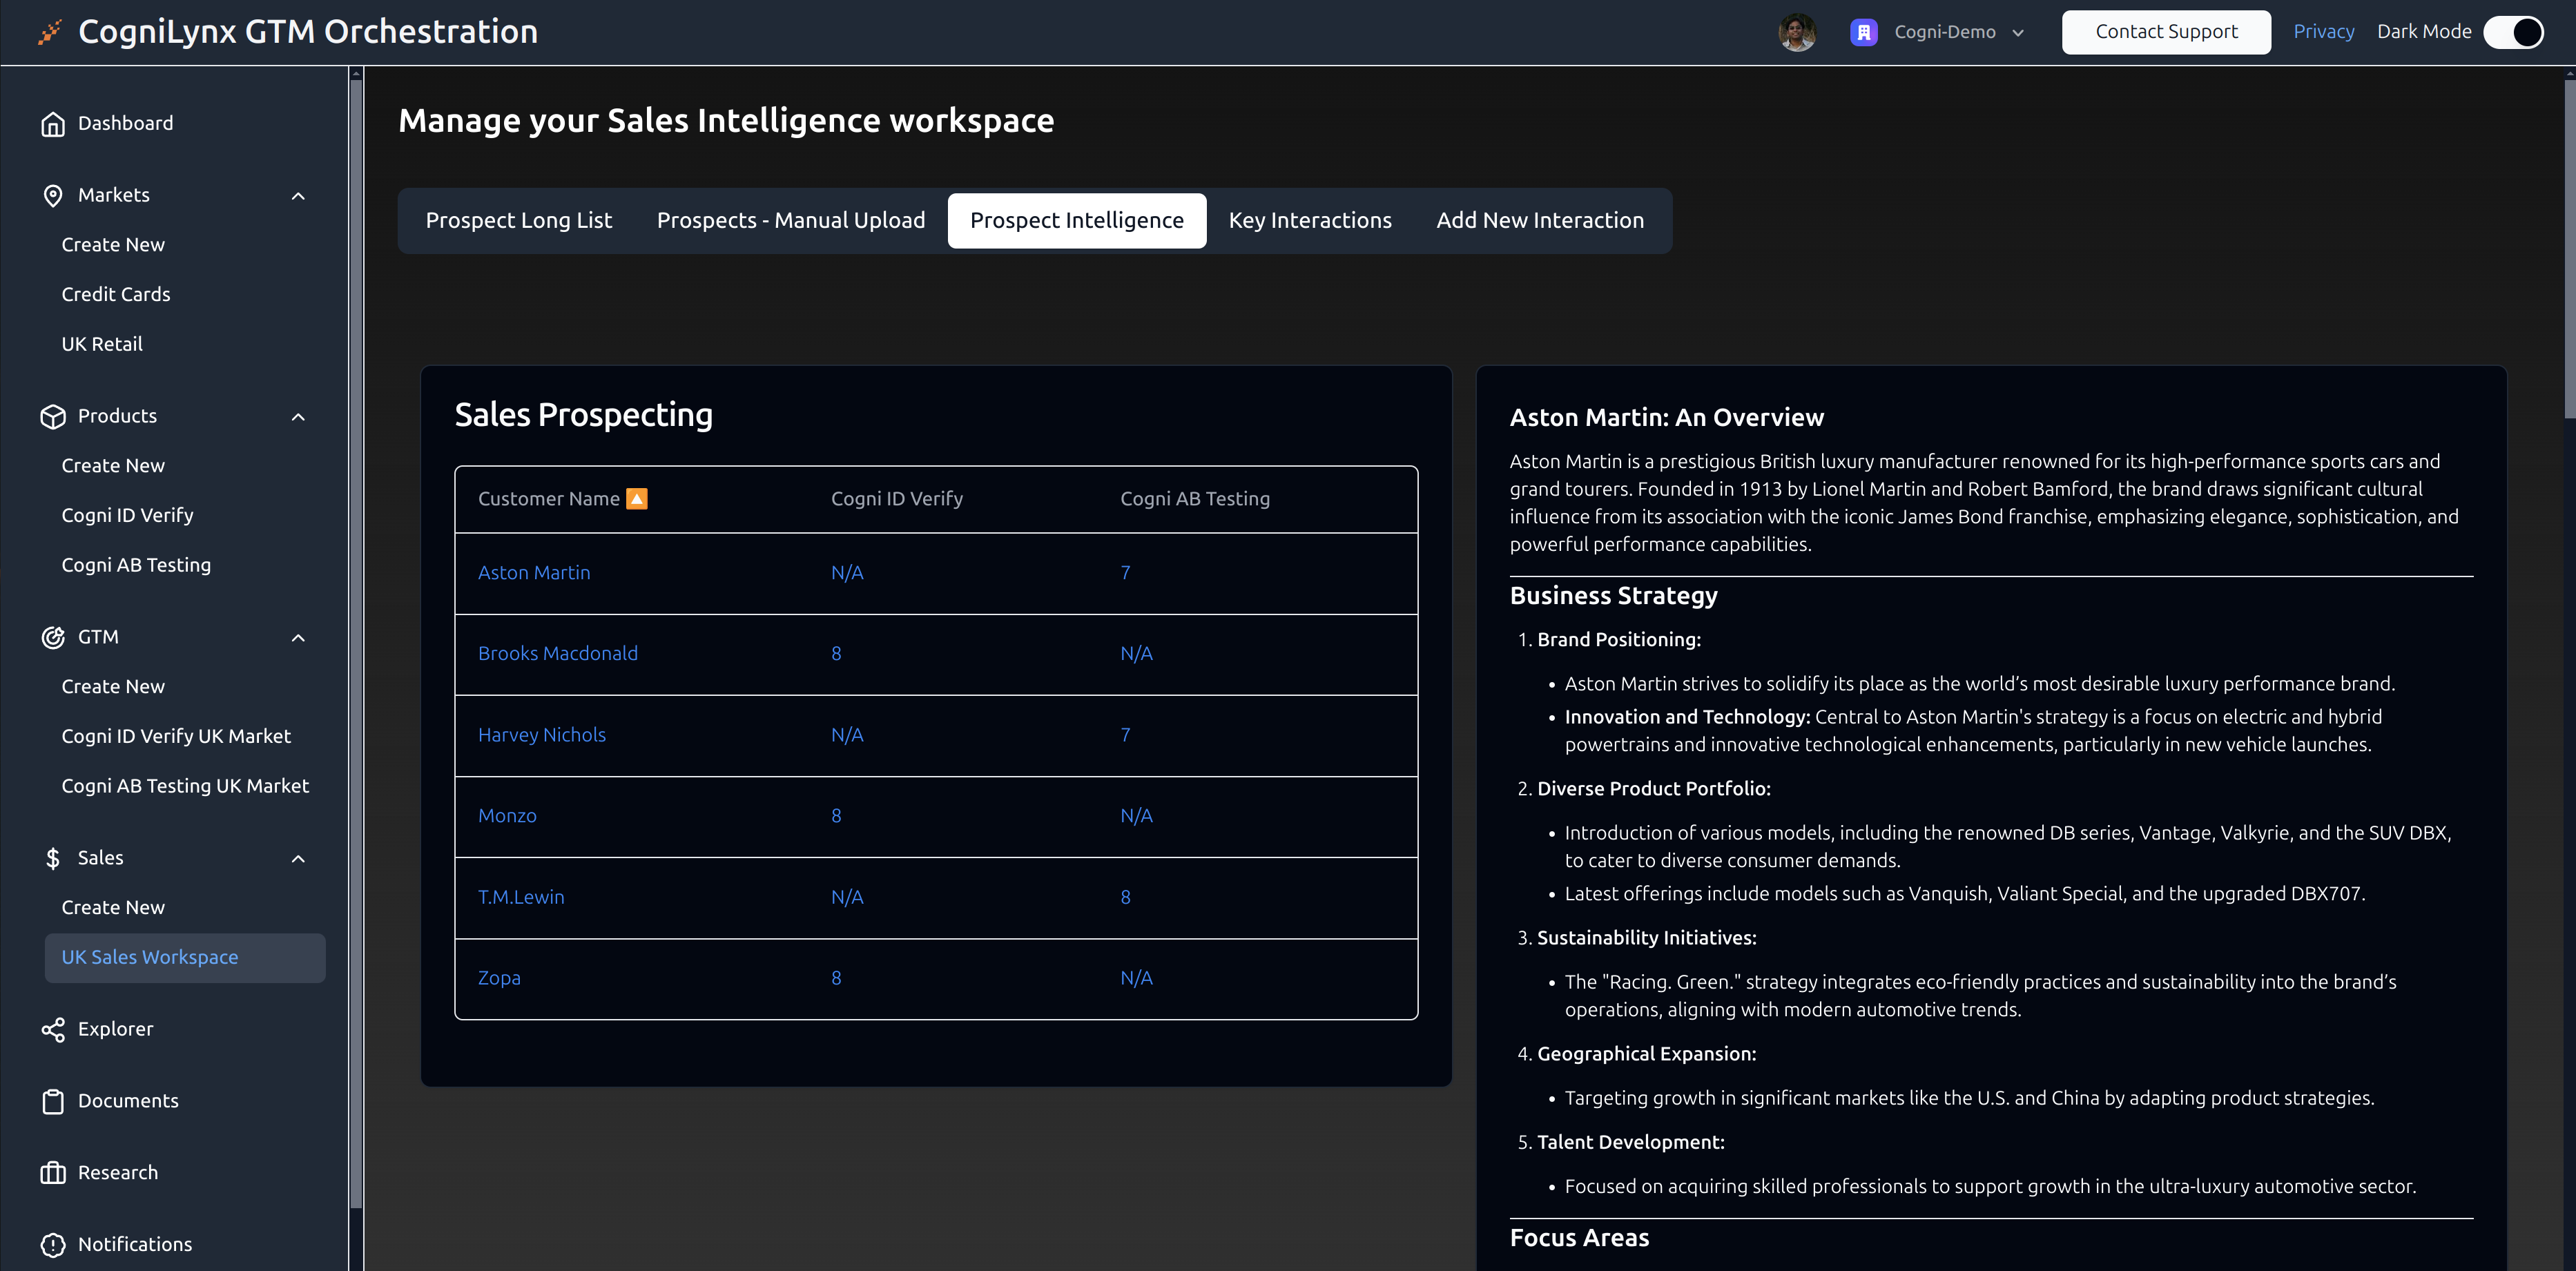 CogniLynx GTM Orchestration
Cogni-Demo
Contact Support
Privacy
Dark Mode
Dashboard
Markets
Create New
Credit Cards
UK Retail
Products
Create New
Cogni ID Verify
Cogni AB Testing
GTM
Create New
Cogni ID Verify UK Market
Cogni AB Testing UK Market
Sales
Create New
UK Sales Workspace
Explorer
Documents
Research
Notifications
Manage your Sales Intelligence workspace
Prospect Long List
Prospects - Manual Upload
Prospect Intelligence
Key Interactions
Add New Interaction
Sales Prospecting
Customer Name 🔼 Cogni ID Verify Cogni AB Testing
Aston Martin N/A 7
Brooks Macdonald 8 N/A
Harvey Nichols N/A 7
Monzo 8 N/A
T.M.Lewin N/A 8
Zopa 8 N/A
Aston Martin: An Overview
Aston Martin is a prestigious British luxury manufacturer renowned for its high-performance sports cars and
grand tourers. Founded in 1913 by Lionel Martin and Robert Bamford, the brand draws significant cultural
influence from its association with the iconic James Bond franchise, emphasizing elegance, sophistication, and
powerful performance capabilities.
Business Strategy
1. Brand Positioning:
• Aston Martin strives to solidify its place as the world’s most desirable luxury performance brand.
• Innovation and Technology: Central to Aston Martin's strategy is a focus on electric and hybrid
powertrains and innovative technological enhancements, particularly in new vehicle launches.
2. Diverse Product Portfolio:
• Introduction of various models, including the renowned DB series, Vantage, Valkyrie, and the SUV DBX,
to cater to diverse consumer demands.
• Latest offerings include models such as Vanquish, Valiant Special, and the upgraded DBX707.
3. Sustainability Initiatives:
• The "Racing. Green." strategy integrates eco-friendly practices and sustainability into the brand’s
operations, aligning with modern automotive trends.
4. Geographical Expansion:
• Targeting growth in significant markets like the U.S. and China by adapting product strategies.
5. Talent Development:
• Focused on acquiring skilled professionals to support growth in the ultra-luxury automotive sector.
Focus Areas